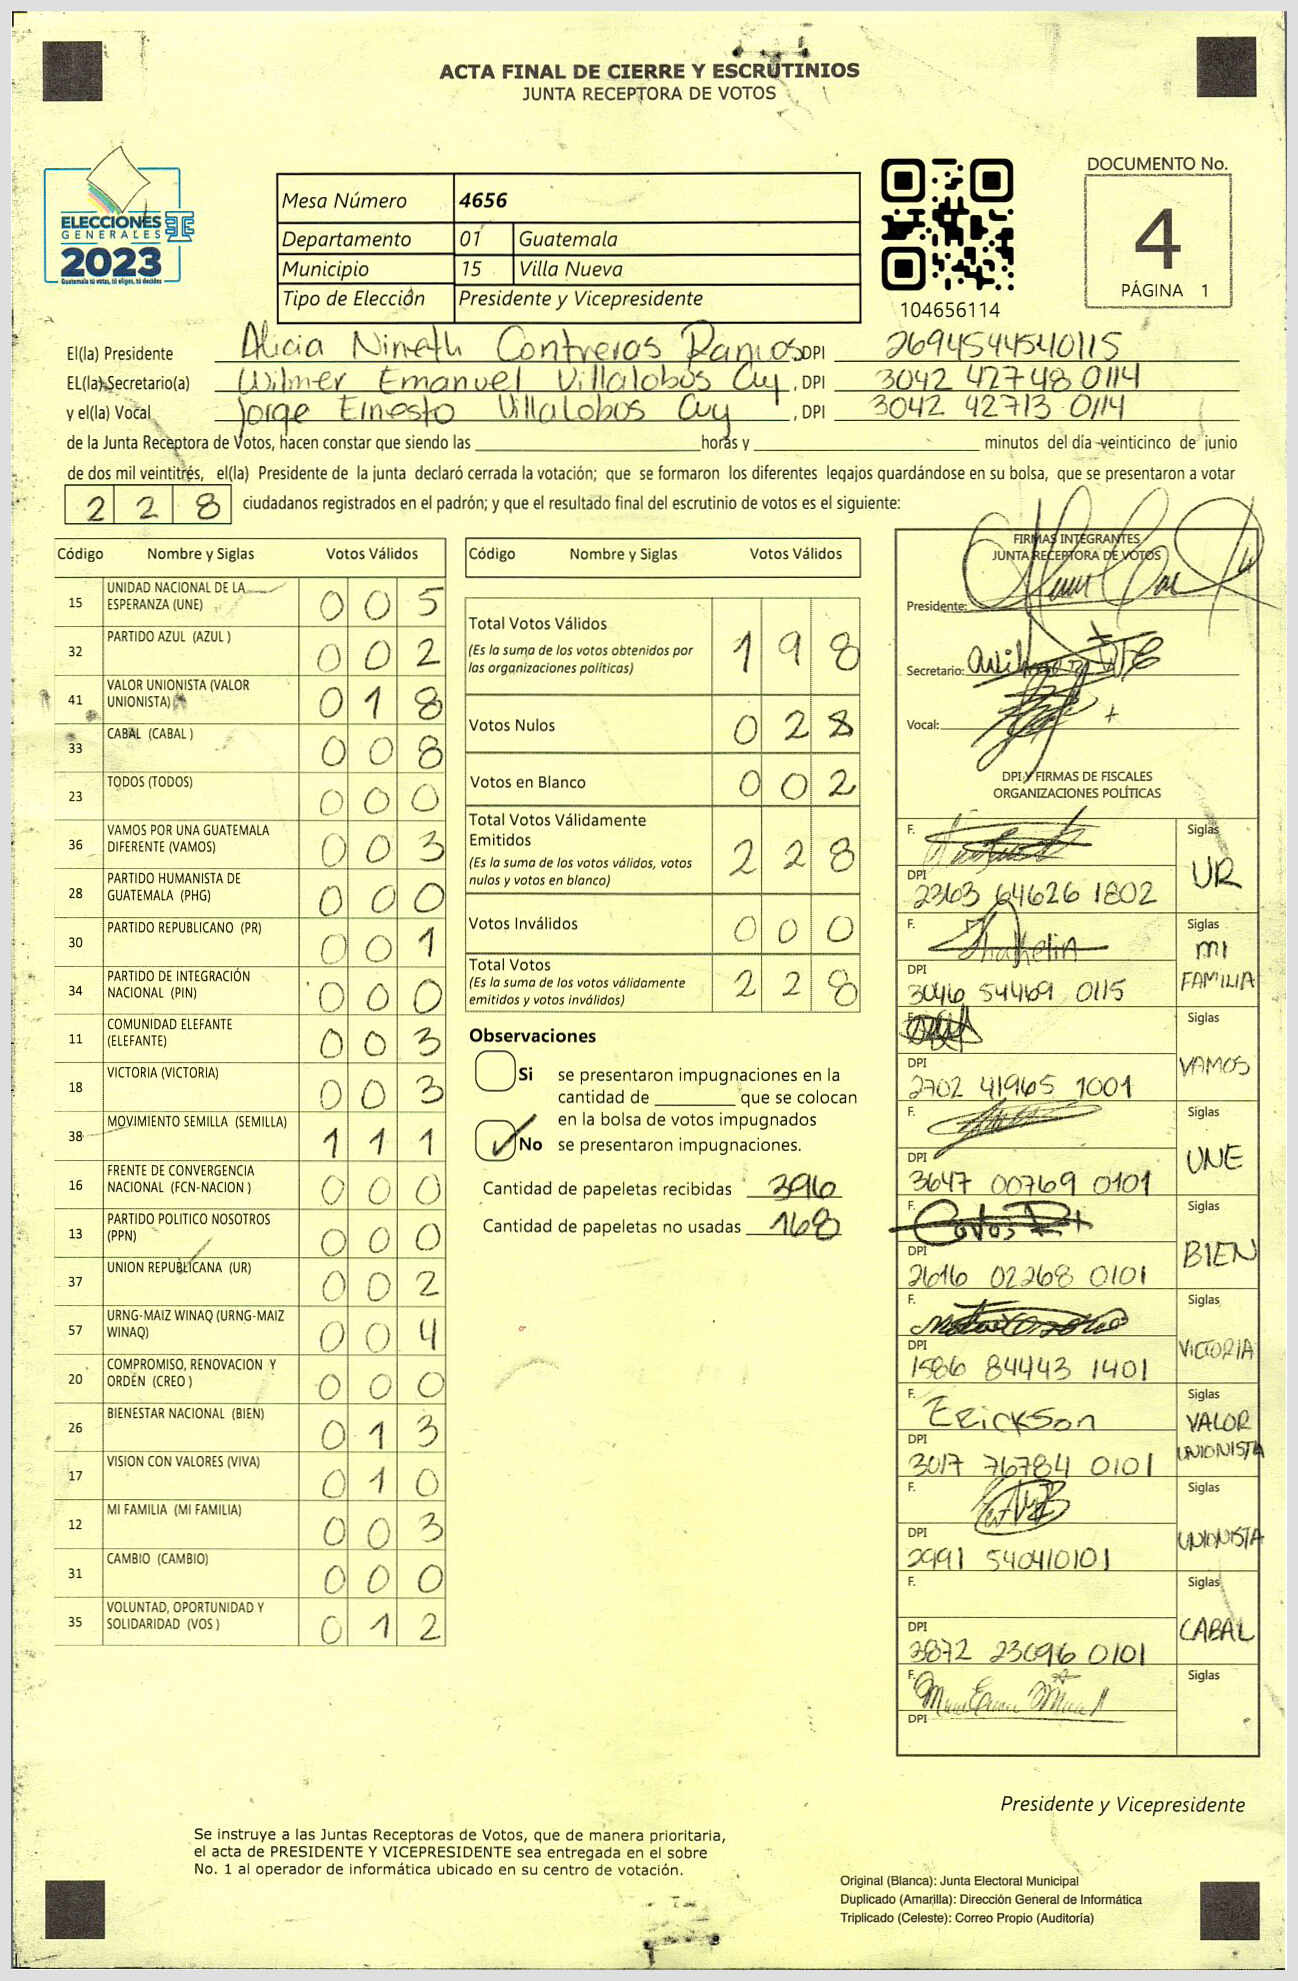 ACTA FINAL DE CIERRE Y ESCRUTINIOS
JUNTA RECEPTORA DE VOTOS
ELECCIONES
GENERALES
2023
Guatemala tú votas, tú eliges, tú decides
Mesa Número 4656
Departamento 01 Guatemala
Municipio 15 Villa Nueva
Tipo de Elección Presidente y Vicepresidente
104656114
DOCUMENTO No.
4
PÁGINA 1
El(la) Presidente Alicia Nineth Contreras Ramos DPI 2694544540115
EL(la) Secretario(a) Wilmer Emanuel Villalobos Cuy , DPI 3042 42748 0114
y el(la) Vocal Jorge Ernesto Villalobos Cuy , DPI 3042 42713 0114
de la Junta Receptora de Votos, hacen constar que siendo las horas y minutos del día veinticinco de junio
de dos mil veintitrés, el(la) Presidente de la junta declaró cerrada la votación; que se formaron los diferentes legajos guardándose en su bolsa, que se presentaron a votar
228 ciudadanos registrados en el padrón; y que el resultado final del escrutinio de votos es el siguiente:
Código Nombre y Siglas Votos Válidos
15 UNIDAD NACIONAL DE LA ESPERANZA (UNE) 0 0 5
32 PARTIDO AZUL (AZUL ) 0 0 2
41 VALOR UNIONISTA (VALOR UNIONISTA) 0 1 8
33 CABAL (CABAL ) 0 0 8
23 TODOS (TODOS) 0 0 0
36 VAMOS POR UNA GUATEMALA DIFERENTE (VAMOS) 0 0 3
28 PARTIDO HUMANISTA DE GUATEMALA (PHG) 0 0 0
30 PARTIDO REPUBLICANO (PR) 0 0 1
34 PARTIDO DE INTEGRACIÓN NACIONAL (PIN) 0 0 0
11 COMUNIDAD ELEFANTE (ELEFANTE) 0 0 3
18 VICTORIA (VICTORIA) 0 0 3
38 MOVIMIENTO SEMILLA (SEMILLA) 1 1 1
16 FRENTE DE CONVERGENCIA NACIONAL (FCN-NACION ) 0 0 0
13 PARTIDO POLITICO NOSOTROS (PPN) 0 0 0
37 UNION REPUBLICANA (UR) 0 0 2
57 URNG-MAIZ WINAQ (URNG-MAIZ WINAQ) 0 0 4
20 COMPROMISO, RENOVACION Y ORDEN (CREO ) 0 0 0
26 BIENESTAR NACIONAL (BIEN) 0 1 3
17 VISION CON VALORES (VIVA) 0 1 0
12 MI FAMILIA (MI FAMILIA) 0 0 3
31 CAMBIO (CAMBIO) 0 0 0
35 VOLUNTAD, OPORTUNIDAD Y SOLIDARIDAD (VOS ) 0 1 2
Código Nombre y Siglas Votos Válidos
Total Votos Válidos 1 9 8
(Es la suma de los votos obtenidos por
las organizaciones políticas)
Votos Nulos 0 2 8
Votos en Blanco 0 0 2
Total Votos Válidamente
Emitidos 2 2 8
(Es la suma de los votos válidos, votos
nulos y votos en blanco)
Votos Inválidos 0 0 0
Total Votos 2 2 8
(Es la suma de los votos válidamente
emitidos y votos inválidos)
Observaciones
Si se presentaron impugnaciones en la
cantidad de que se colocan
en la bolsa de votos impugnados
No se presentaron impugnaciones.
Cantidad de papeletas recibidas 396
Cantidad de papeletas no usadas 168
FIRMAS INTEGRANTES
JUNTA RECEPTORA DE VOTOS
Presidente:
Secretario:
Vocal:
DPI Y FIRMAS DE FISCALES
ORGANIZACIONES POLÍTICAS
F. Siglas UR
DPI 2363 64626 1802
F. Siglas MI FAMILIA
DPI 3046 54469 0115
F. Siglas VAMOS
DPI 2702 41965 1001
F. Siglas UNE
DPI 3647 00769 0101
F. Siglas BIEN
DPI 2616 02268 0101
F. Siglas VICTORIA
DPI 1586 84443 1401
F. Erickson Siglas VALOR UNIONISTA
DPI 3017 76784 0101
F. Siglas UNIONISTA
DPI 2991 540410101
F. Siglas CABAL
DPI 3872 23096 0101
F. Siglas
DPI
Presidente y Vicepresidente
Se instruye a las Juntas Receptoras de Votos, que de manera prioritaria,
el acta de PRESIDENTE Y VICEPRESIDENTE sea entregada en el sobre
No. 1 al operador de informática ubicado en su centro de votación.
Original (Blanca): Junta Electoral Municipal
Duplicado (Amarilla): Dirección General de Informática
Triplicado (Celeste): Correo Propio (Auditoría)